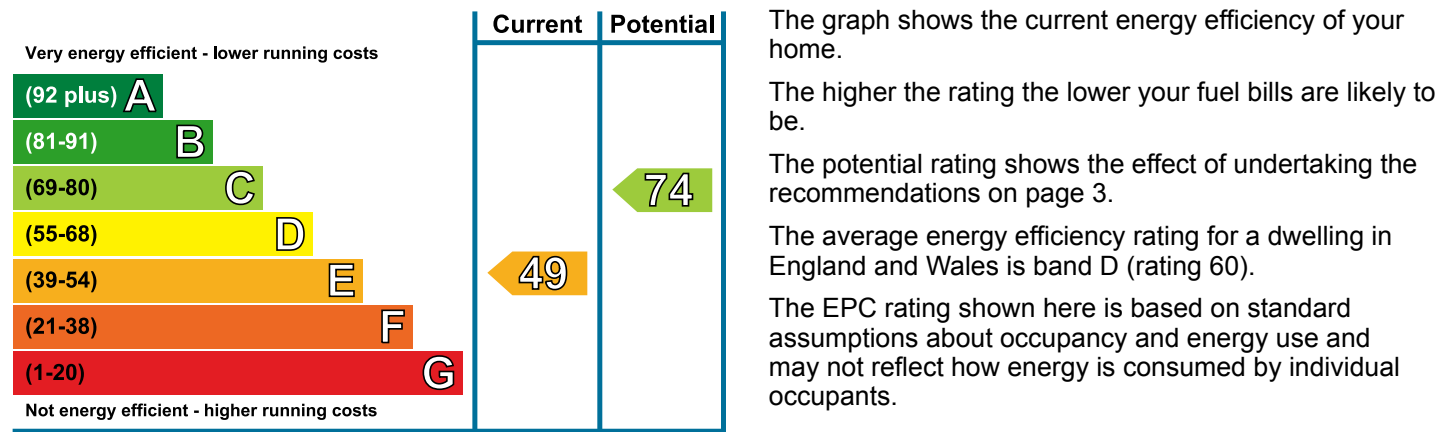 Current Potential
Very energy efficient - lower running costs
(92 plus) A
(81-91) B
(69-80) C
74
(55-68) D
(39-54) E
49
(21-38) F
(1-20) G
Not energy efficient - higher running costs
The graph shows the current energy efficiency of your
home.
The higher the rating the lower your fuel bills are likely to
be.
The potential rating shows the effect of undertaking the
recommendations on page 3.
The average energy efficiency rating for a dwelling in
England and Wales is band D (rating 60).
The EPC rating shown here is based on standard
assumptions about occupancy and energy use and
may not reflect how energy is consumed by individual
occupants.